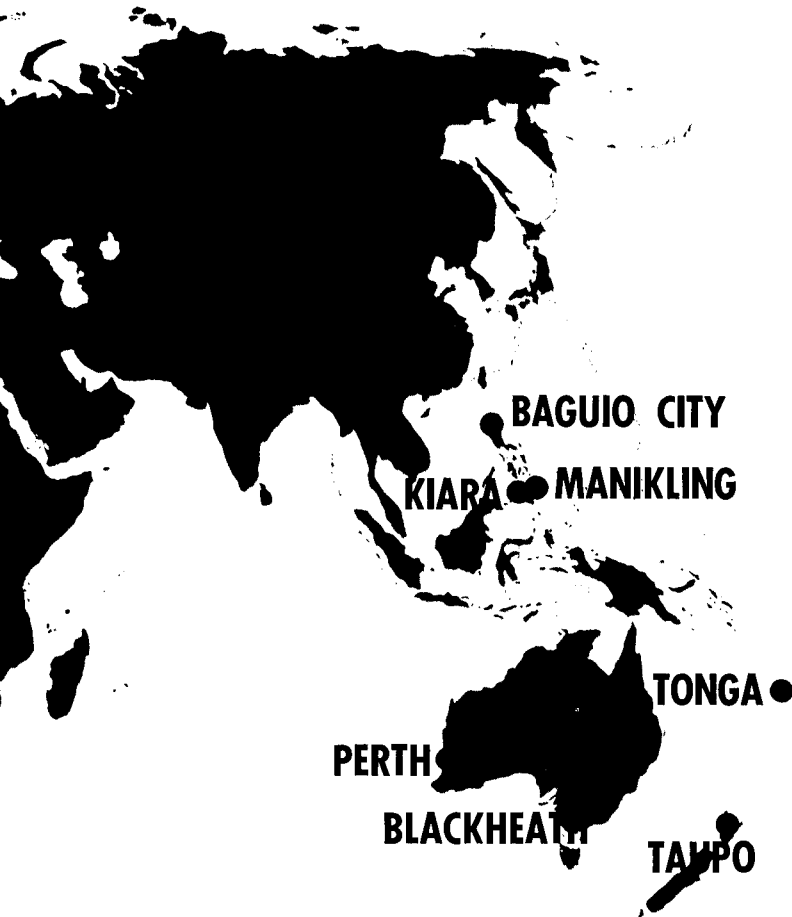 BAGUIO CITY
KIARA
MANIKLING
TONGA
PERTH
BLACKHEATH
TAUPO